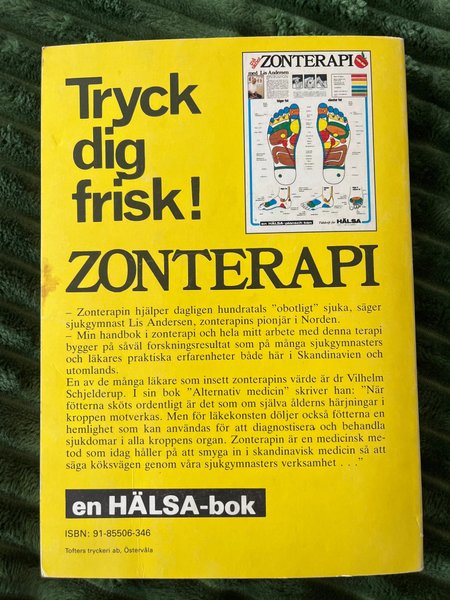 Tryck
dig
frisk!
ZONTERAPI
med Lis Andersen
en HÄLSA-plansch-bok
HÄLSA
ZONTERAPI
– Zonterapin hjälper dagligen hundratals ”obotligt” sjuka, säger
sjukgymnast Lis Andersen, zonterapins pionjär i Norden.
– Min handbok i zonterapi och hela mitt arbete med denna terapi
bygger på såväl forskningsresultat som på många sjukgymnasters
och läkares praktiska erfarenheter både här i Skandinavien och
utomlands.
En av de många läkare som insett zonterapins värde är dr Vilhelm
Schjelderup. I sin bok ”Alternativ medicin” skriver han: ”När
fötterna sköts ordentligt är det som om själva ålderns härjningar i
kroppen motverkas. Men för läkekonsten döljer också fötterna en
hemlighet som kan användas för att diagnostisera och behandla
sjukdomar i alla kroppens organ. Zonterapin är en medicinsk me-
tod som idag håller på att smyga in i skandinavisk medicin så att
säga köksvägen genom våra sjukgymnasters verksamhet . . .”
en HÄLSA-bok
ISBN: 91-85506-346
Tofters tryckeri ab, Östervåla